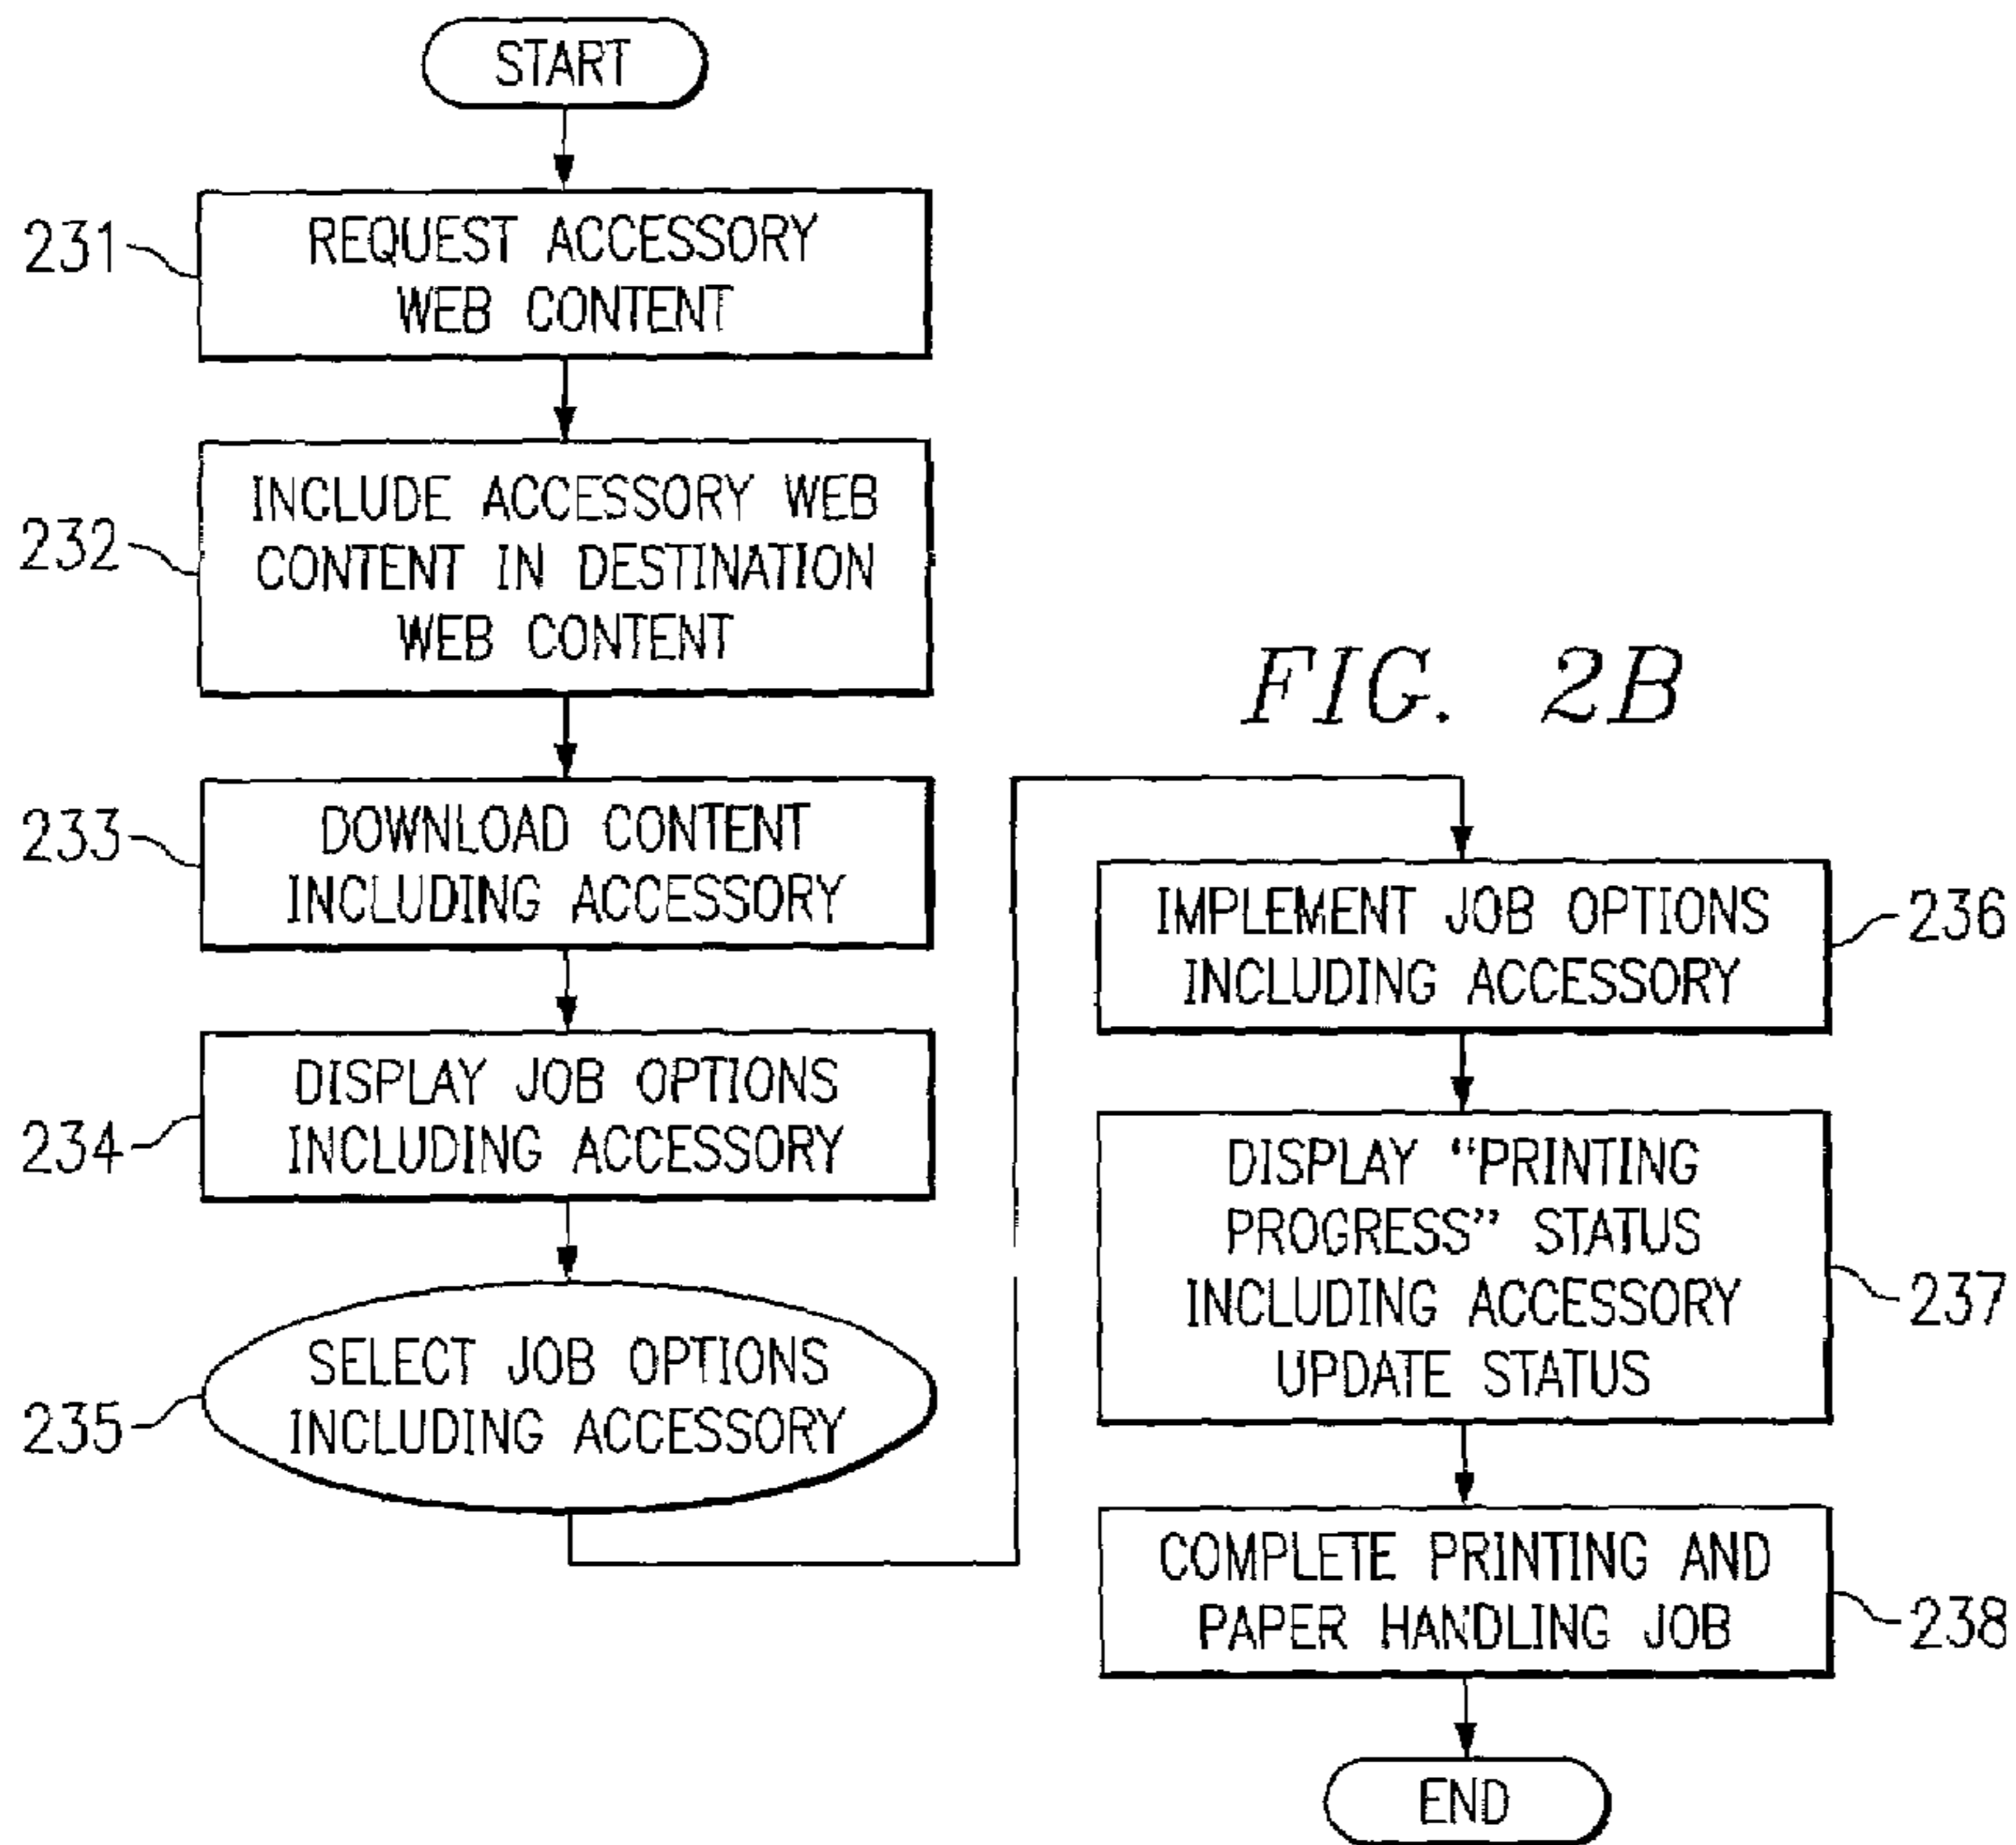 START
231
REQUEST ACCESSORY
WEB CONTENT
232
INCLUDE ACCESSORY WEB
CONTENT IN DESTINATION
WEB CONTENT
233
DOWNLOAD CONTENT
INCLUDING ACCESSORY
234
DISPLAY JOB OPTIONS
INCLUDING ACCESSORY
235
SELECT JOB OPTIONS
INCLUDING ACCESSORY
FIG. 2B
IMPLEMENT JOB OPTIONS
INCLUDING ACCESSORY
236
DISPLAY “PRINTING
PROGRESS” STATUS
INCLUDING ACCESSORY
UPDATE STATUS
237
COMPLETE PRINTING AND
PAPER HANDLING JOB
238
END